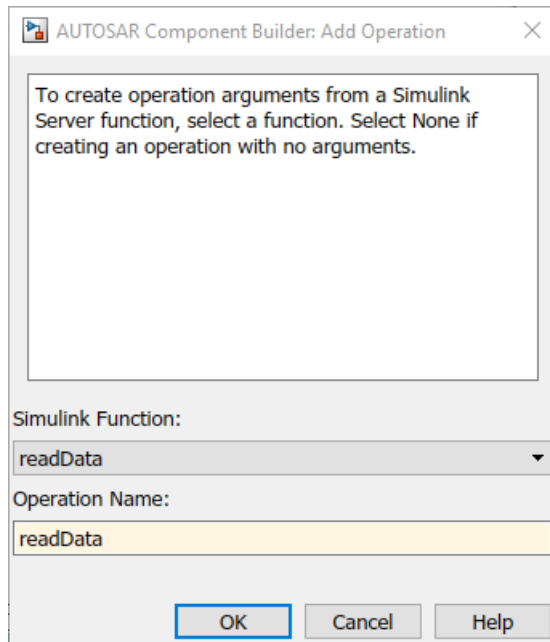 AUTOSAR Component Builder: Add Operation
To create operation arguments from a Simulink
Server function, select a function. Select None if
creating an operation with no arguments.
Simulink Function:
readData
Operation Name:
readData
OK Cancel Help